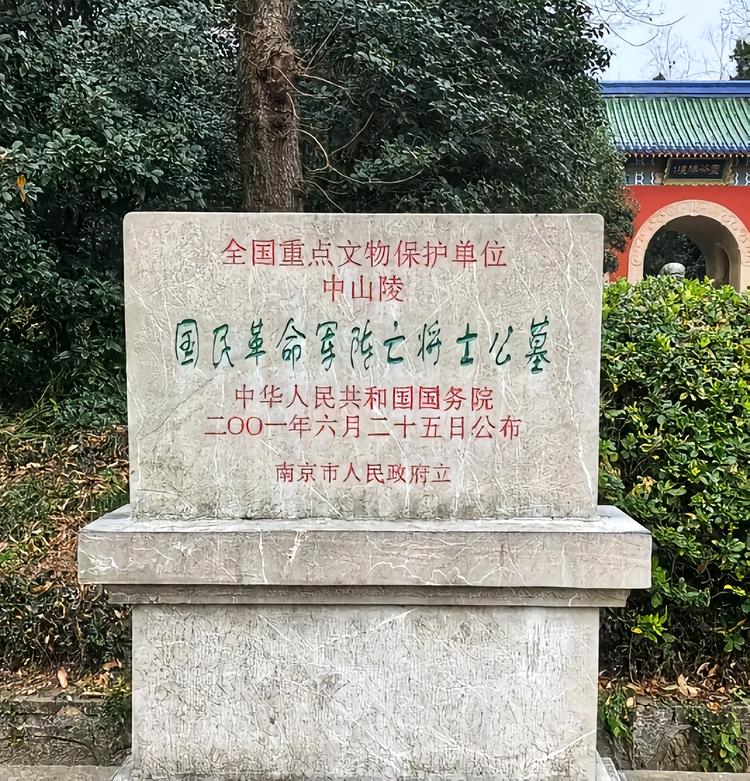 全国重点文物保护单位
中山陵
国民革命军阵亡将士公墓
中华人民共和国国务院
二〇〇一年六月二十五日公布
南京市人民政府立